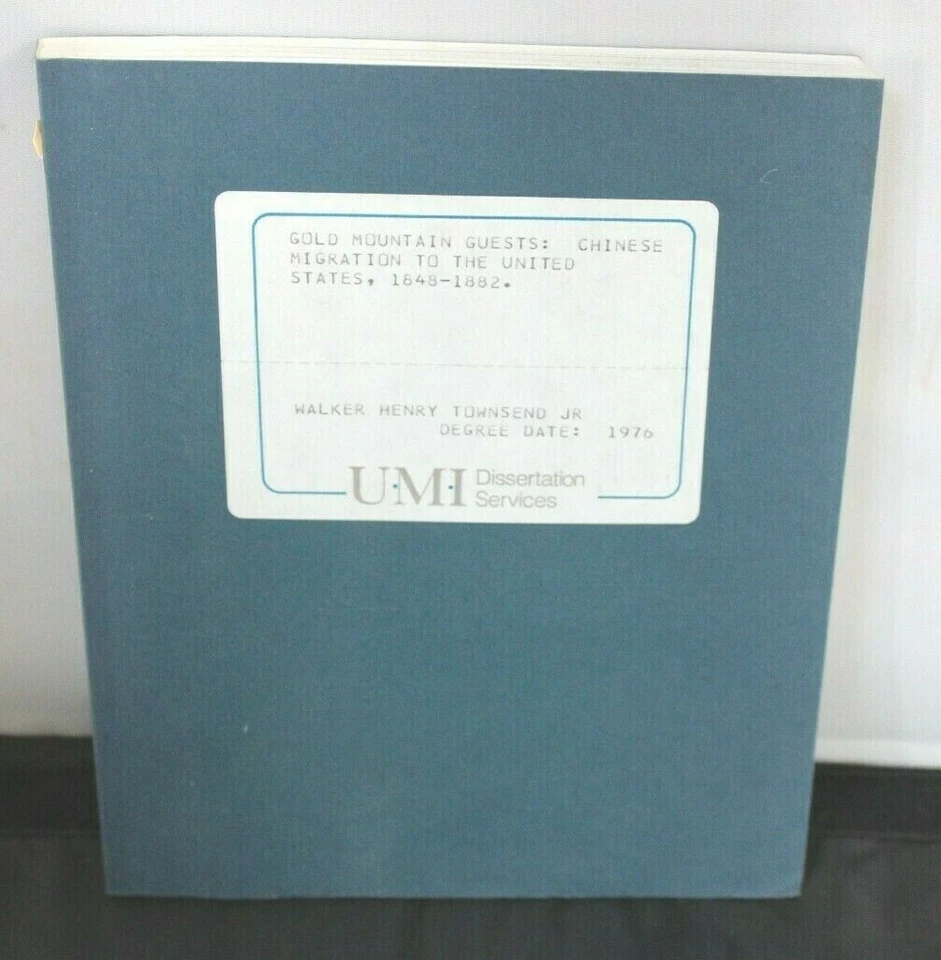 GOLD MOUNTAIN GUESTS: CHINESE
MIGRATION TO THE UNITED
STATES, 1848-1882.
WALKER HENRY TOWNSEND JR
DEGREE DATE: 1976
U·M·I Dissertation
Services